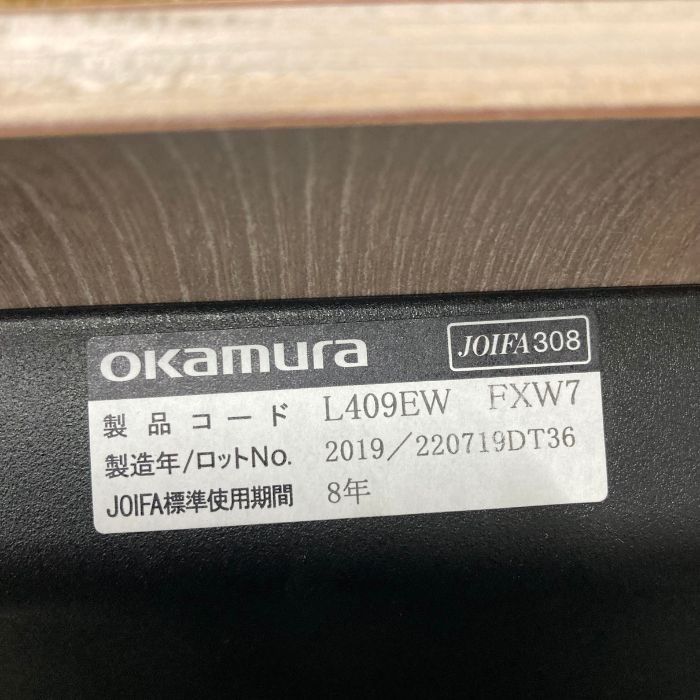 okamura JOIFA308
製品コード L409EW FXW7
製造年/ロットNo. 2019/220719DT36
JOIFA標準使用期間 8年